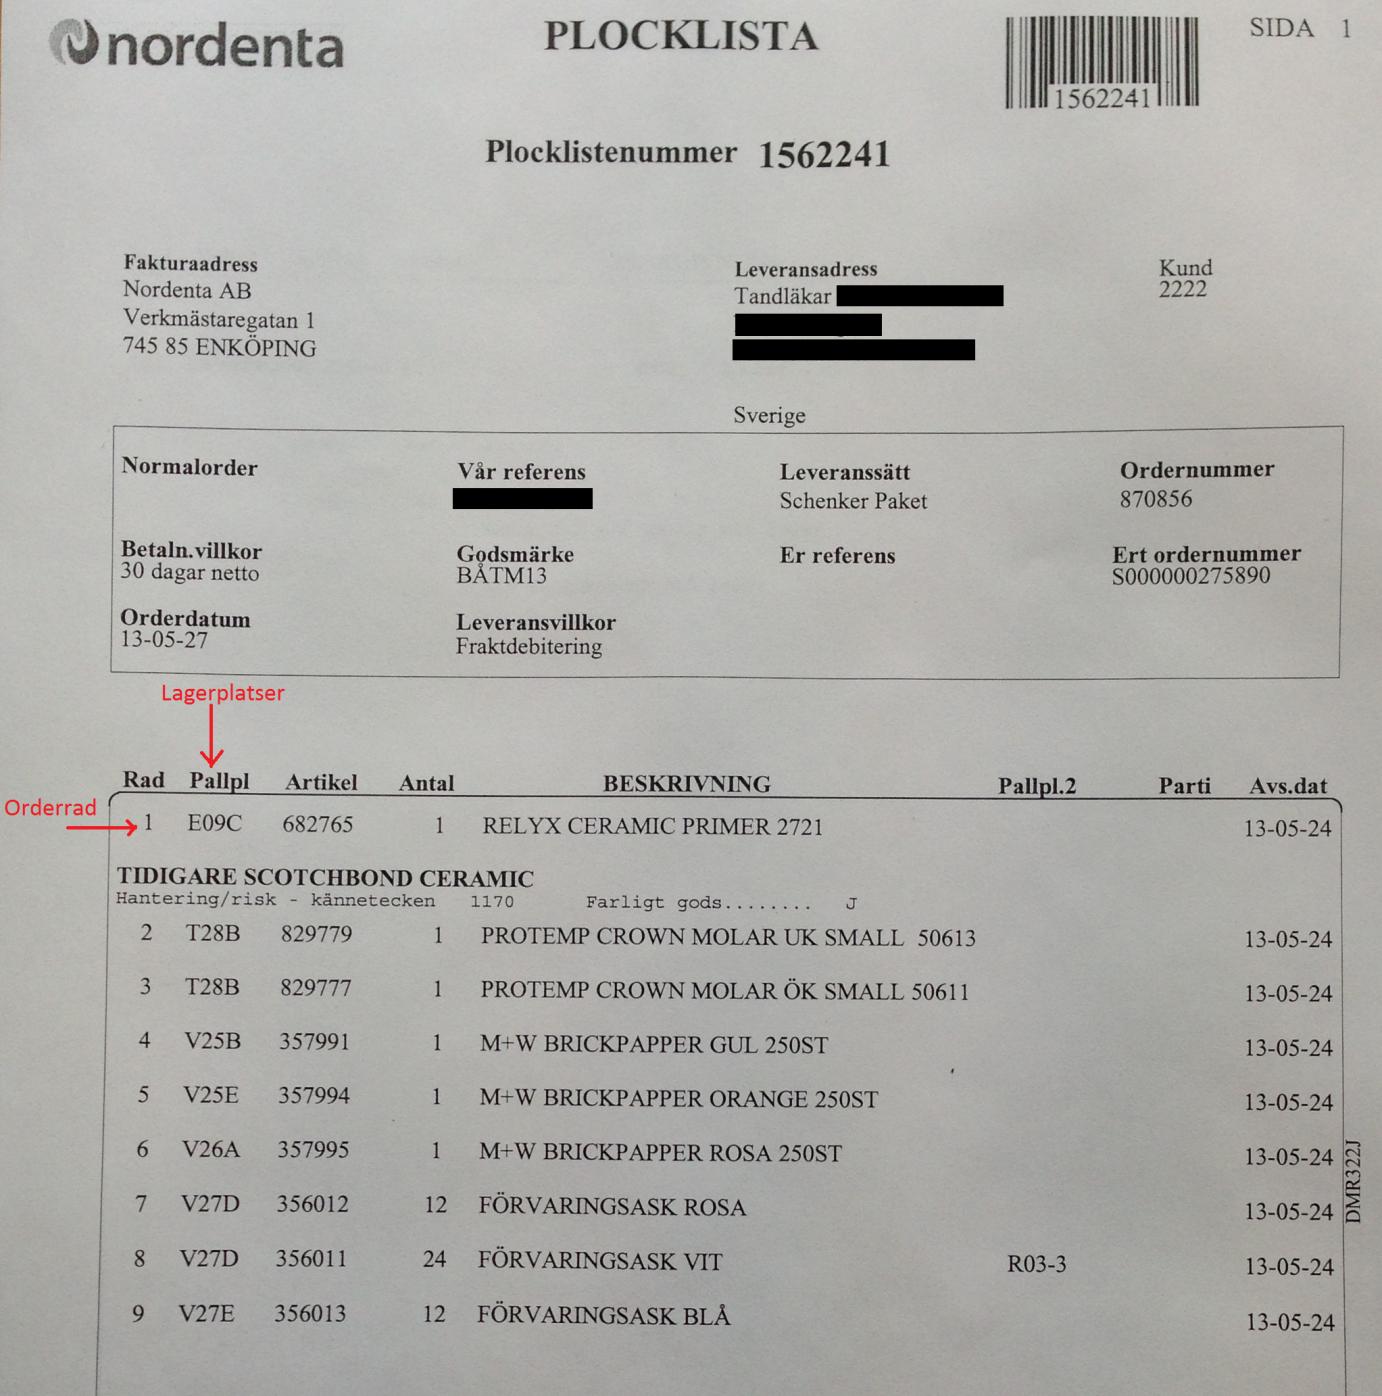 nordenta
PLOCKLISTA
1562241
SIDA 1
Plocklistenummer 1562241
Fakturaadress
Nordenta AB
Verkmästaregatan 1
745 85 ENKÖPING
Leveransadress
Tandläkar
Sverige
Kund
2222
Normalorder
Vår referens
Leveranssätt
Schenker Paket
Ordernummer
870856
Betaln.villkor
30 dagar netto
Godsmärke
BÅTM13
Er referens
Ert ordernummer
S000000275890
Orderdatum
13-05-27
Leveransvillkor
Fraktdebitering
Lagerplatser
Rad Pallpl Artikel Antal BESKRIVNING Pallpl.2 Parti Avs.dat
Orderrad
1 E09C 682765 1 RELYX CERAMIC PRIMER 2721 13-05-24
TIDIGARE SCOTCHBOND CERAMIC
Hantering/risk - kännetecken 1170 Farligt gods........ J
2 T28B 829779 1 PROTEMP CROWN MOLAR UK SMALL 50613 13-05-24
3 T28B 829777 1 PROTEMP CROWN MOLAR ÖK SMALL 50611 13-05-24
4 V25B 357991 1 M+W BRICKPAPPER GUL 250ST 13-05-24
5 V25E 357994 1 M+W BRICKPAPPER ORANGE 250ST 13-05-24
6 V26A 357995 1 M+W BRICKPAPPER ROSA 250ST 13-05-24
7 V27D 356012 12 FÖRVARINGSASK ROSA 13-05-24
8 V27D 356011 24 FÖRVARINGSASK VIT R03-3 13-05-24
9 V27E 356013 12 FÖRVARINGSASK BLÅ 13-05-24
DMR322J